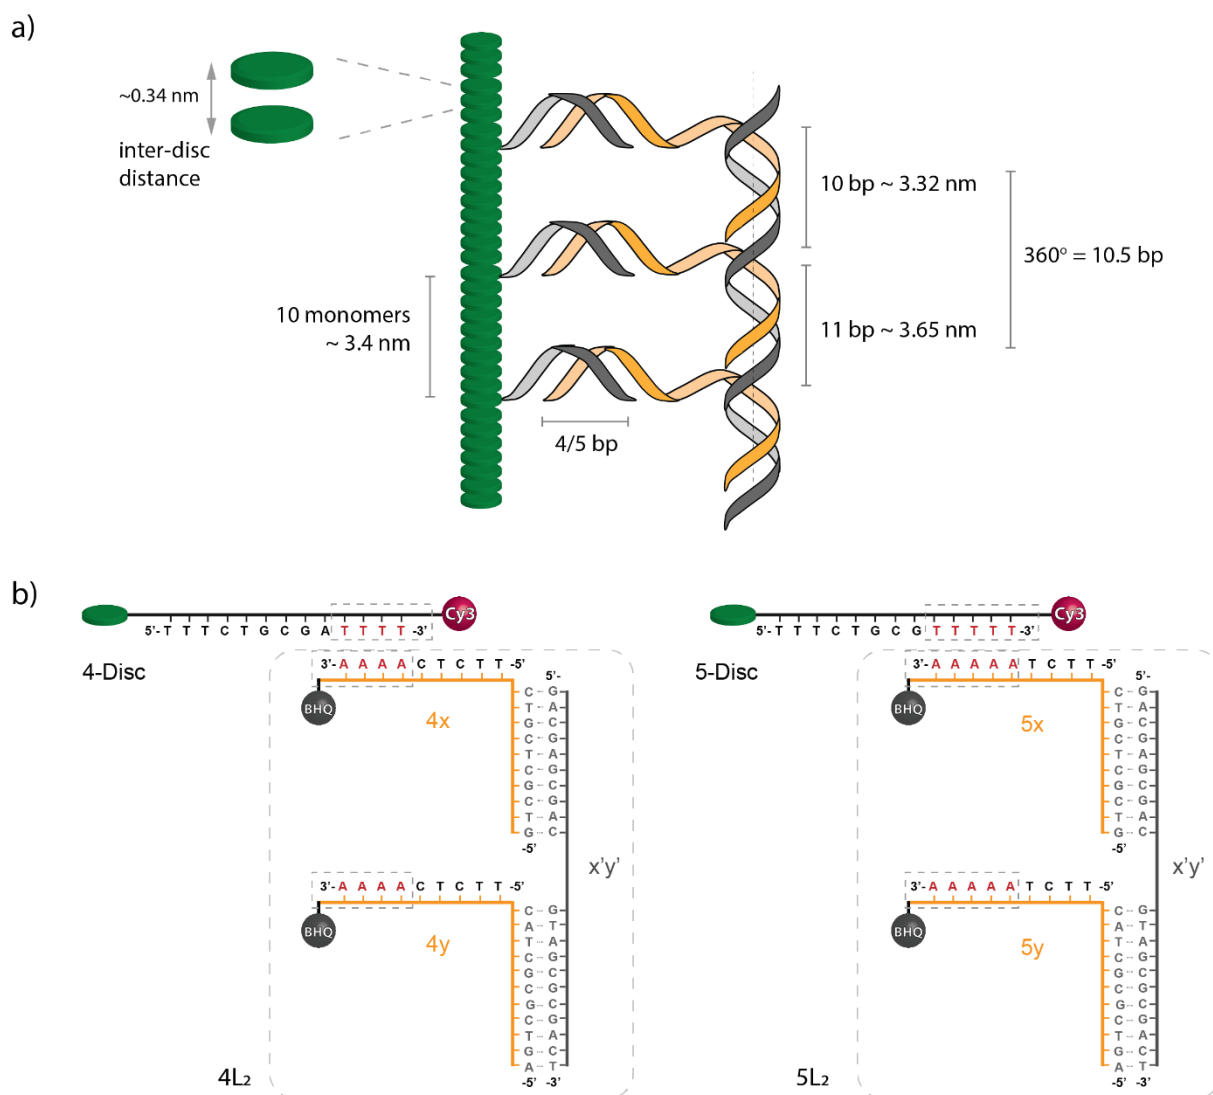 a)
~0.34 nm
inter-disc
distance
10 monomers
~ 3.4 nm
4/5 bp
10 bp ~ 3.32 nm
11 bp ~ 3.65 nm
360º = 10.5 bp
b)
Cy3
5'-T T T C T G C G A T T T T -3'
4-Disc
3'- A A A A C T C T T -5'
BHQ
4x
5'-
C G
T A
G C
C G
T A
C G
G C
C G
T A
G C
-5'
x'y'
3'- A A A A C T C T T -5'
BHQ
4y
C G
A T
T A
C G
G C
C G
G C
C G
T A
G C
A T
-5' -3'
4L₂
Cy3
5'-T T T C T G C G T T T T T -3'
5-Disc
3'- A A A A A T C T T -5'
BHQ
5x
5'-
C G
T A
G C
C G
T A
C G
G C
C G
T A
G C
-5'
x'y'
3'- A A A A A T C T T -5'
BHQ
5y
C G
A T
T A
C G
G C
C G
G C
C G
T A
G C
A T
-5' -3'
5L₂